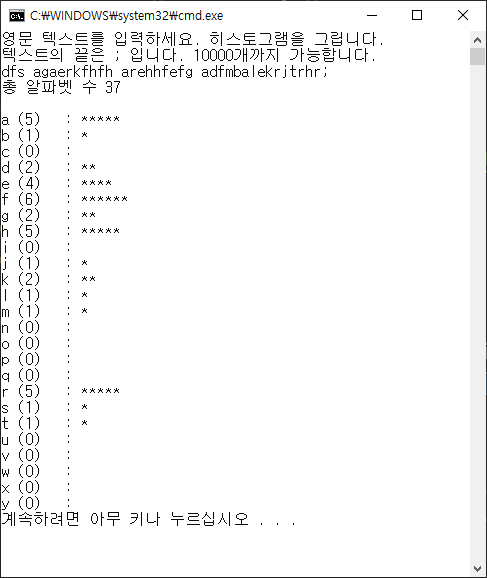 C:₩WINDOWS₩system32₩cmd.exe
영문 텍스트를 입력하세요. 히스토그램을 그립니다.
텍스트의 끝은 ; 입니다. 10000개까지 가능합니다.
dfs agaerkfhfh arehhfefg adfmbalekrjtrhr;
총 알파벳 수 37
a (5) : *****
b (1) : *
c (0) :
d (2) : **
e (4) : ****
f (6) : ******
g (2) : **
h (5) : *****
i (0) :
j (1) : *
k (2) : **
l (1) : *
m (1) : *
n (0) :
o (0) :
p (0) :
q (0) :
r (5) : *****
s (1) : *
t (1) : *
u (0) :
v (0) :
w (0) :
x (0) :
y (0) :
계속하려면 아무 키나 누르십시오 . . .